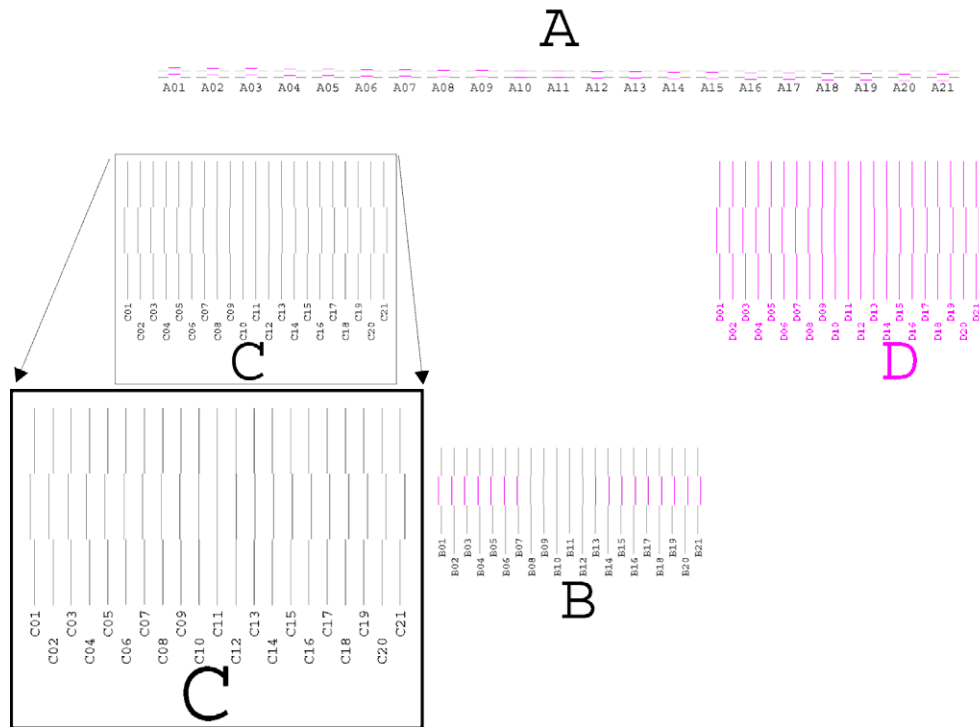 A
A01 A02 A03 A04 A05 A06 A07 A08 A09 A10 A11 A12 A13 A14 A15 A16 A17 A18 A19 A20 A21
C01 C02 C03 C04 C05 C06 C07 C08 C09 C10 C11 C12 C13 C14 C15 C16 C17 C18 C19 C20 C21
C
D01 D02 D03 D04 D05 D06 D07 D08 D09 D10 D11 D12 D13 D14 D15 D16 D17 D18 D19 D20 D21
D
C01 C02 C03 C04 C05 C06 C07 C08 C09 C10 C11 C12 C13 C14 C15 C16 C17 C18 C19 C20 C21
C
B01 B02 B03 B04 B05 B06 B07 B08 B09 B10 B11 B12 B13 B14 B15 B16 B17 B18 B19 B20 B21
B